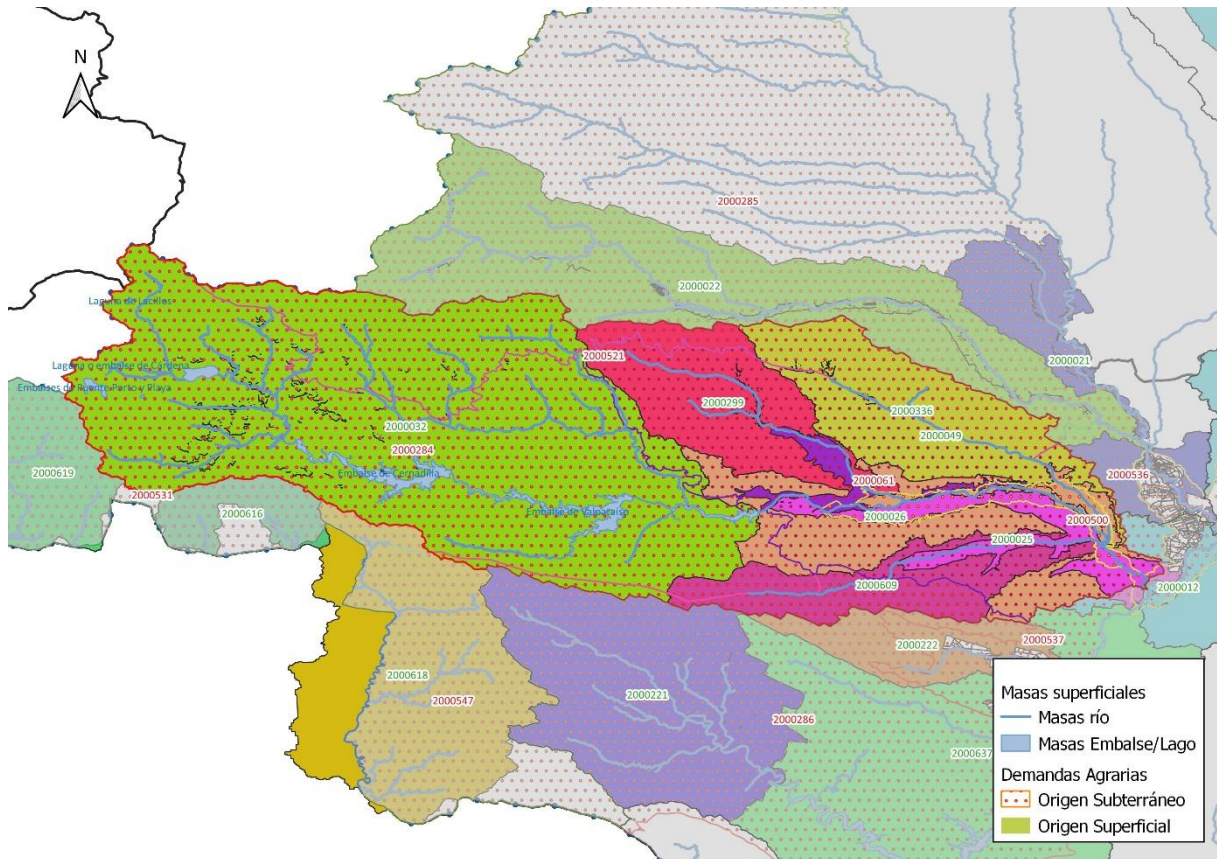 N
2000285
2000022
2000021
Laguna de Lacillos
2000521
Laguna o embalse de Cárdena
Embalses de Puente Porto y Playa
2000299
2000336
2000032
2000049
2000284
2000619
Embalse de Cernadilla
2000536
2000531
2000061
2000616
Embalse de Valparaíso
2000026
2000500
2000025
2000609
2000012
2000222
2000537
2000618
2000221
2000547
2000286
2000637
Masas superficiales
Masas río
Masas Embalse/Lago
Demandas Agrarias
Origen Subterráneo
Origen Superficial